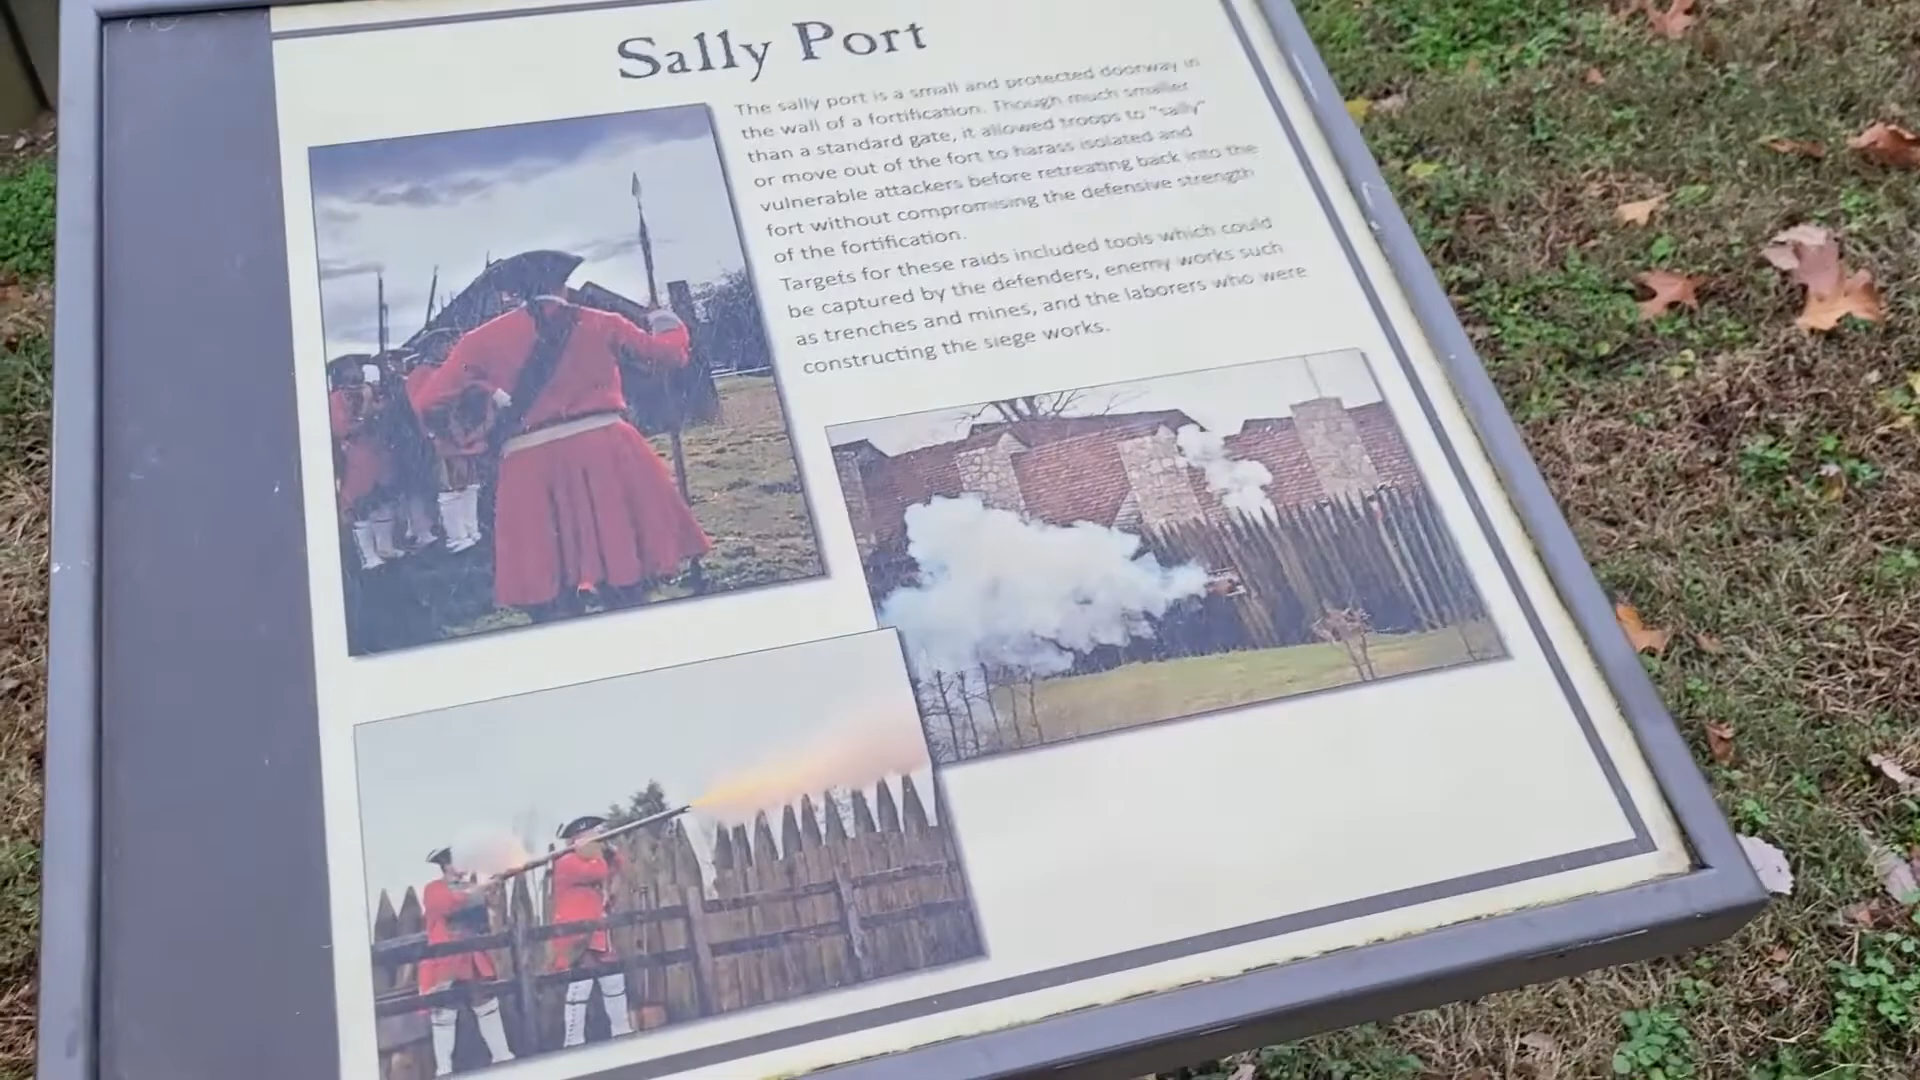 Sally Port
The sally port is a small and protected doorway in
the wall of a fortification. Though much smaller
than a standard gate, it allowed troops to "sally"
or move out of the fort to harass isolated and
vulnerable attackers before retreating back into the
fort without compromising the defensive strength
of the fortification.
Targets for these raids included tools which could
be captured by the defenders, enemy works such
as trenches and mines, and the laborers who were
constructing the siege works.